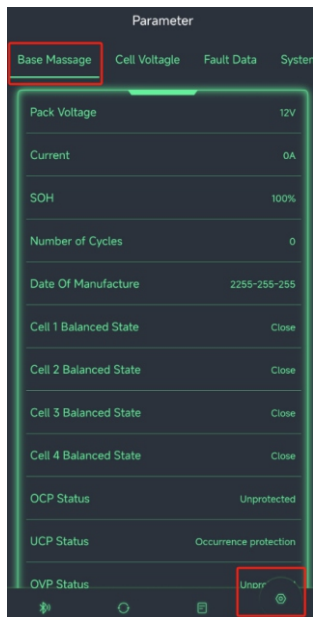 Parameter
Base Massage Cell Voltagle Fault Data System
Pack Voltage 12V
Current 0A
SOH 100%
Number of Cycles 0
Date Of Manufacture 2255-255-255
Cell 1 Balanced State Close
Cell 2 Balanced State Close
Cell 3 Balanced State Close
Cell 4 Balanced State Close
OCP Status Unprotected
UCP Status Occurrence protection
OVP Status Unpro